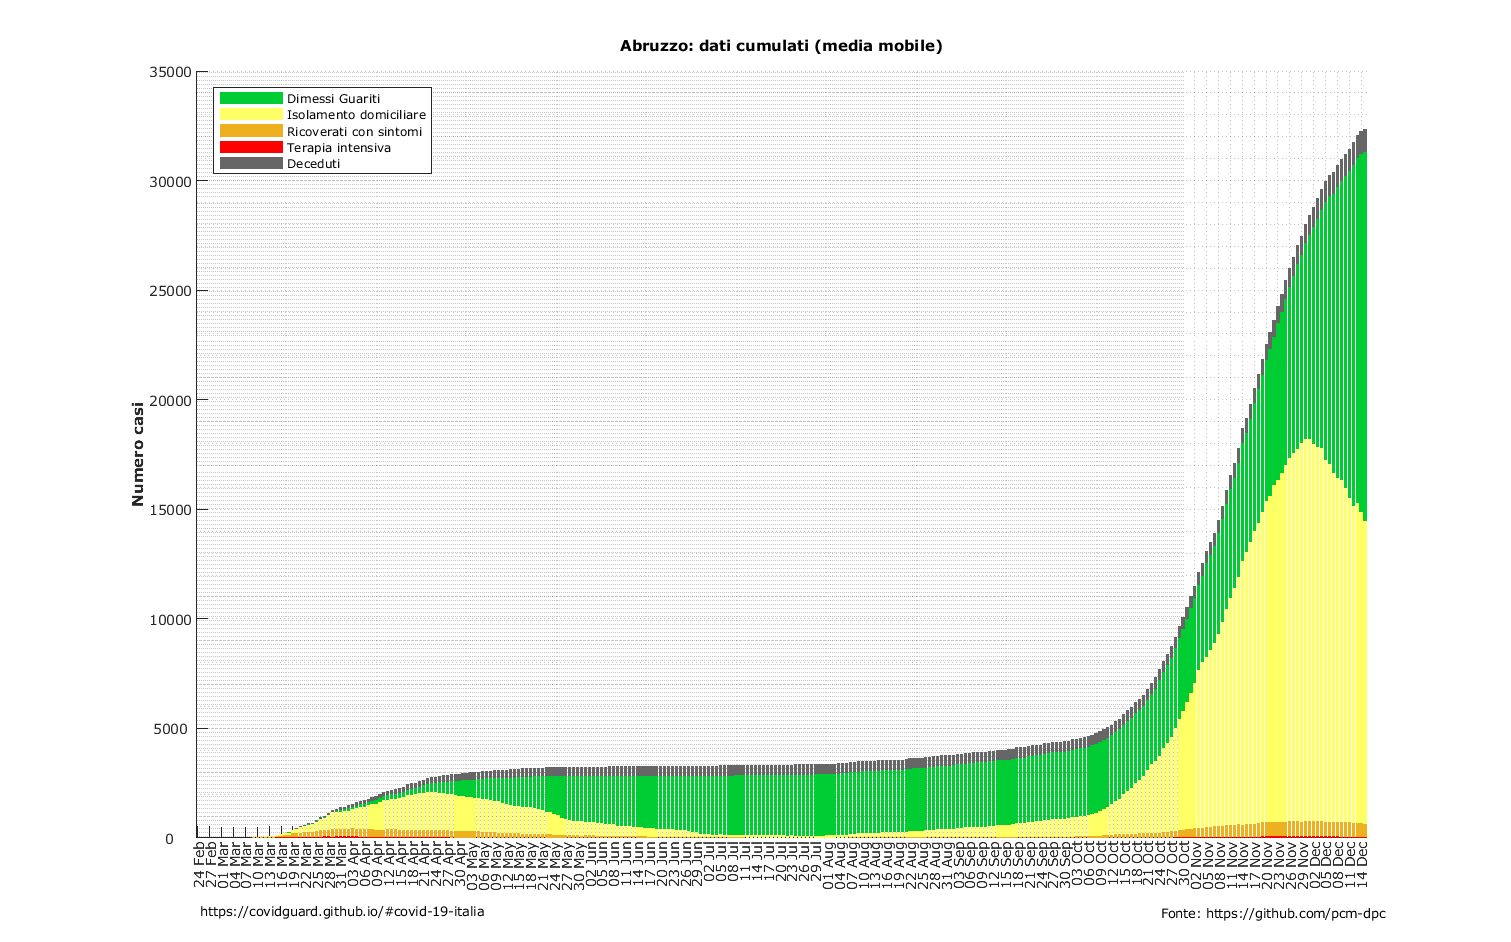 Abruzzo: dati cumulati (media mobile)
35000
30000
25000
20000
15000
10000
5000
0
Numero casi
Dimessi Guariti
Isolamento domiciliare
Ricoverati con sintomi
Terapia intensiva
Deceduti
24 Feb
27 Feb
01 Mar
04 Mar
07 Mar
10 Mar
13 Mar
16 Mar
19 Mar
22 Mar
25 Mar
28 Mar
31 Mar
03 Apr
06 Apr
09 Apr
12 Apr
15 Apr
18 Apr
21 Apr
24 Apr
27 Apr
30 Apr
03 May
06 May
09 May
12 May
15 May
18 May
21 May
24 May
27 May
30 May
02 Jun
05 Jun
08 Jun
11 Jun
14 Jun
17 Jun
20 Jun
23 Jun
26 Jun
29 Jun
02 Jul
05 Jul
08 Jul
11 Jul
14 Jul
17 Jul
20 Jul
23 Jul
26 Jul
29 Jul
01 Aug
04 Aug
07 Aug
10 Aug
13 Aug
16 Aug
19 Aug
22 Aug
25 Aug
28 Aug
31 Aug
03 Sep
06 Sep
09 Sep
12 Sep
15 Sep
18 Sep
21 Sep
24 Sep
27 Sep
30 Sep
03 Oct
06 Oct
09 Oct
12 Oct
15 Oct
18 Oct
21 Oct
24 Oct
27 Oct
30 Oct
02 Nov
05 Nov
08 Nov
11 Nov
14 Nov
17 Nov
20 Nov
23 Nov
26 Nov
29 Nov
02 Dec
05 Dec
08 Dec
11 Dec
14 Dec
https://covidguard.github.io/#covid-19-italia
Fonte: https://github.com/pcm-dpc